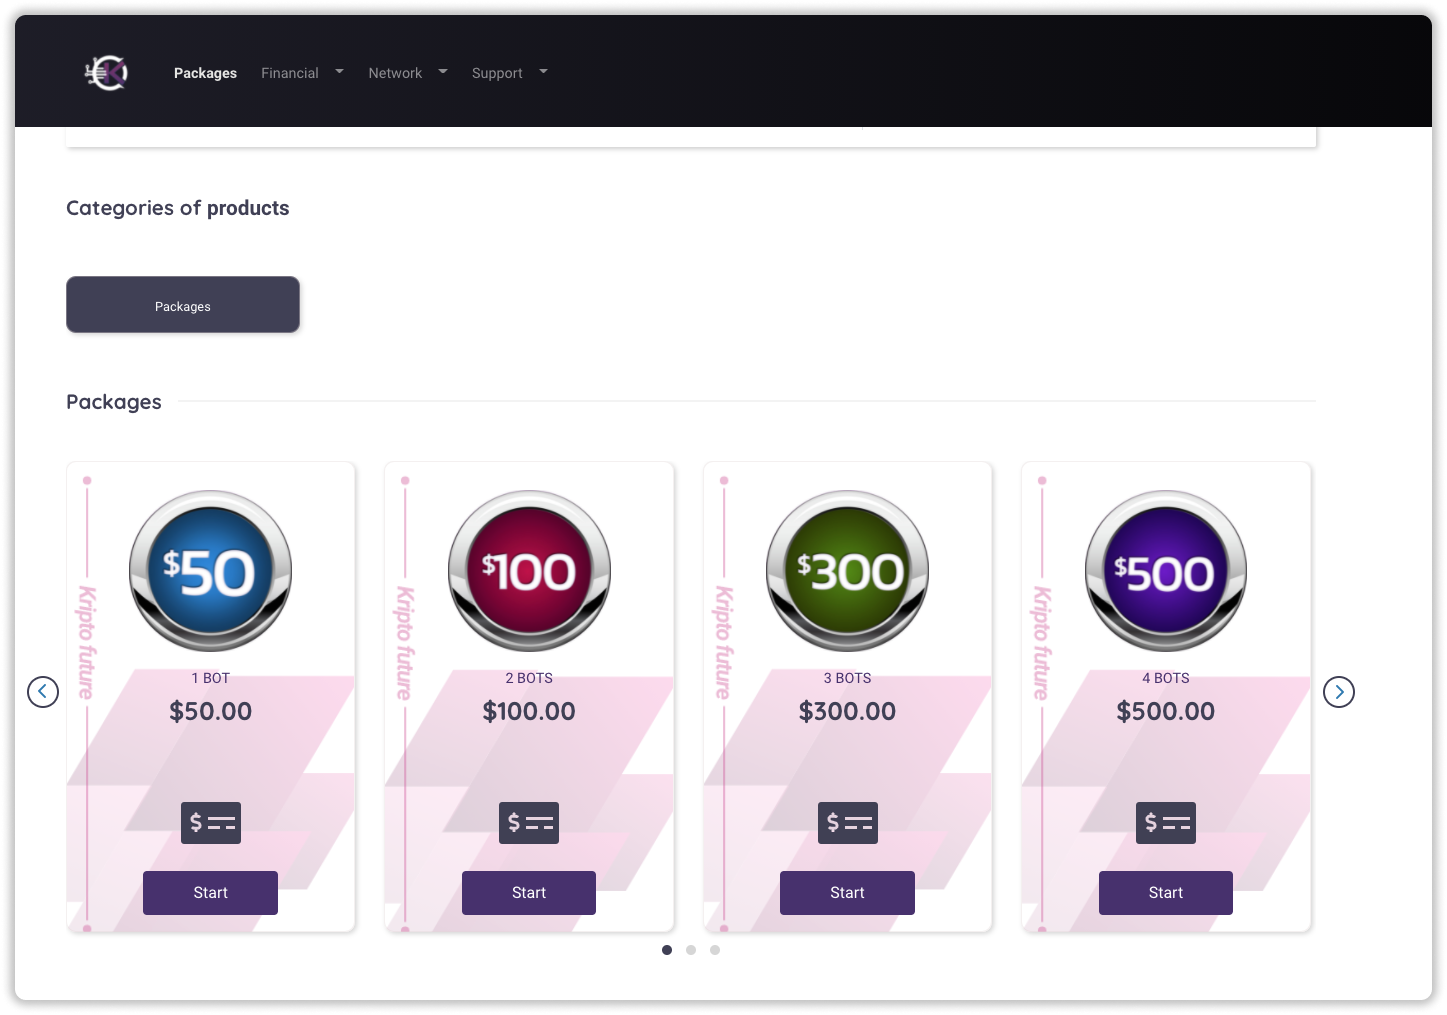 Packages Financial Network Support
Categories of products
Packages
Packages
$50
Kripto future
1 BOT
$50.00
$
Start
$100
Kripto future
2 BOTS
$100.00
$
Start
$300
Kripto future
3 BOTS
$300.00
$
Start
$500
Kripto future
4 BOTS
$500.00
$
Start